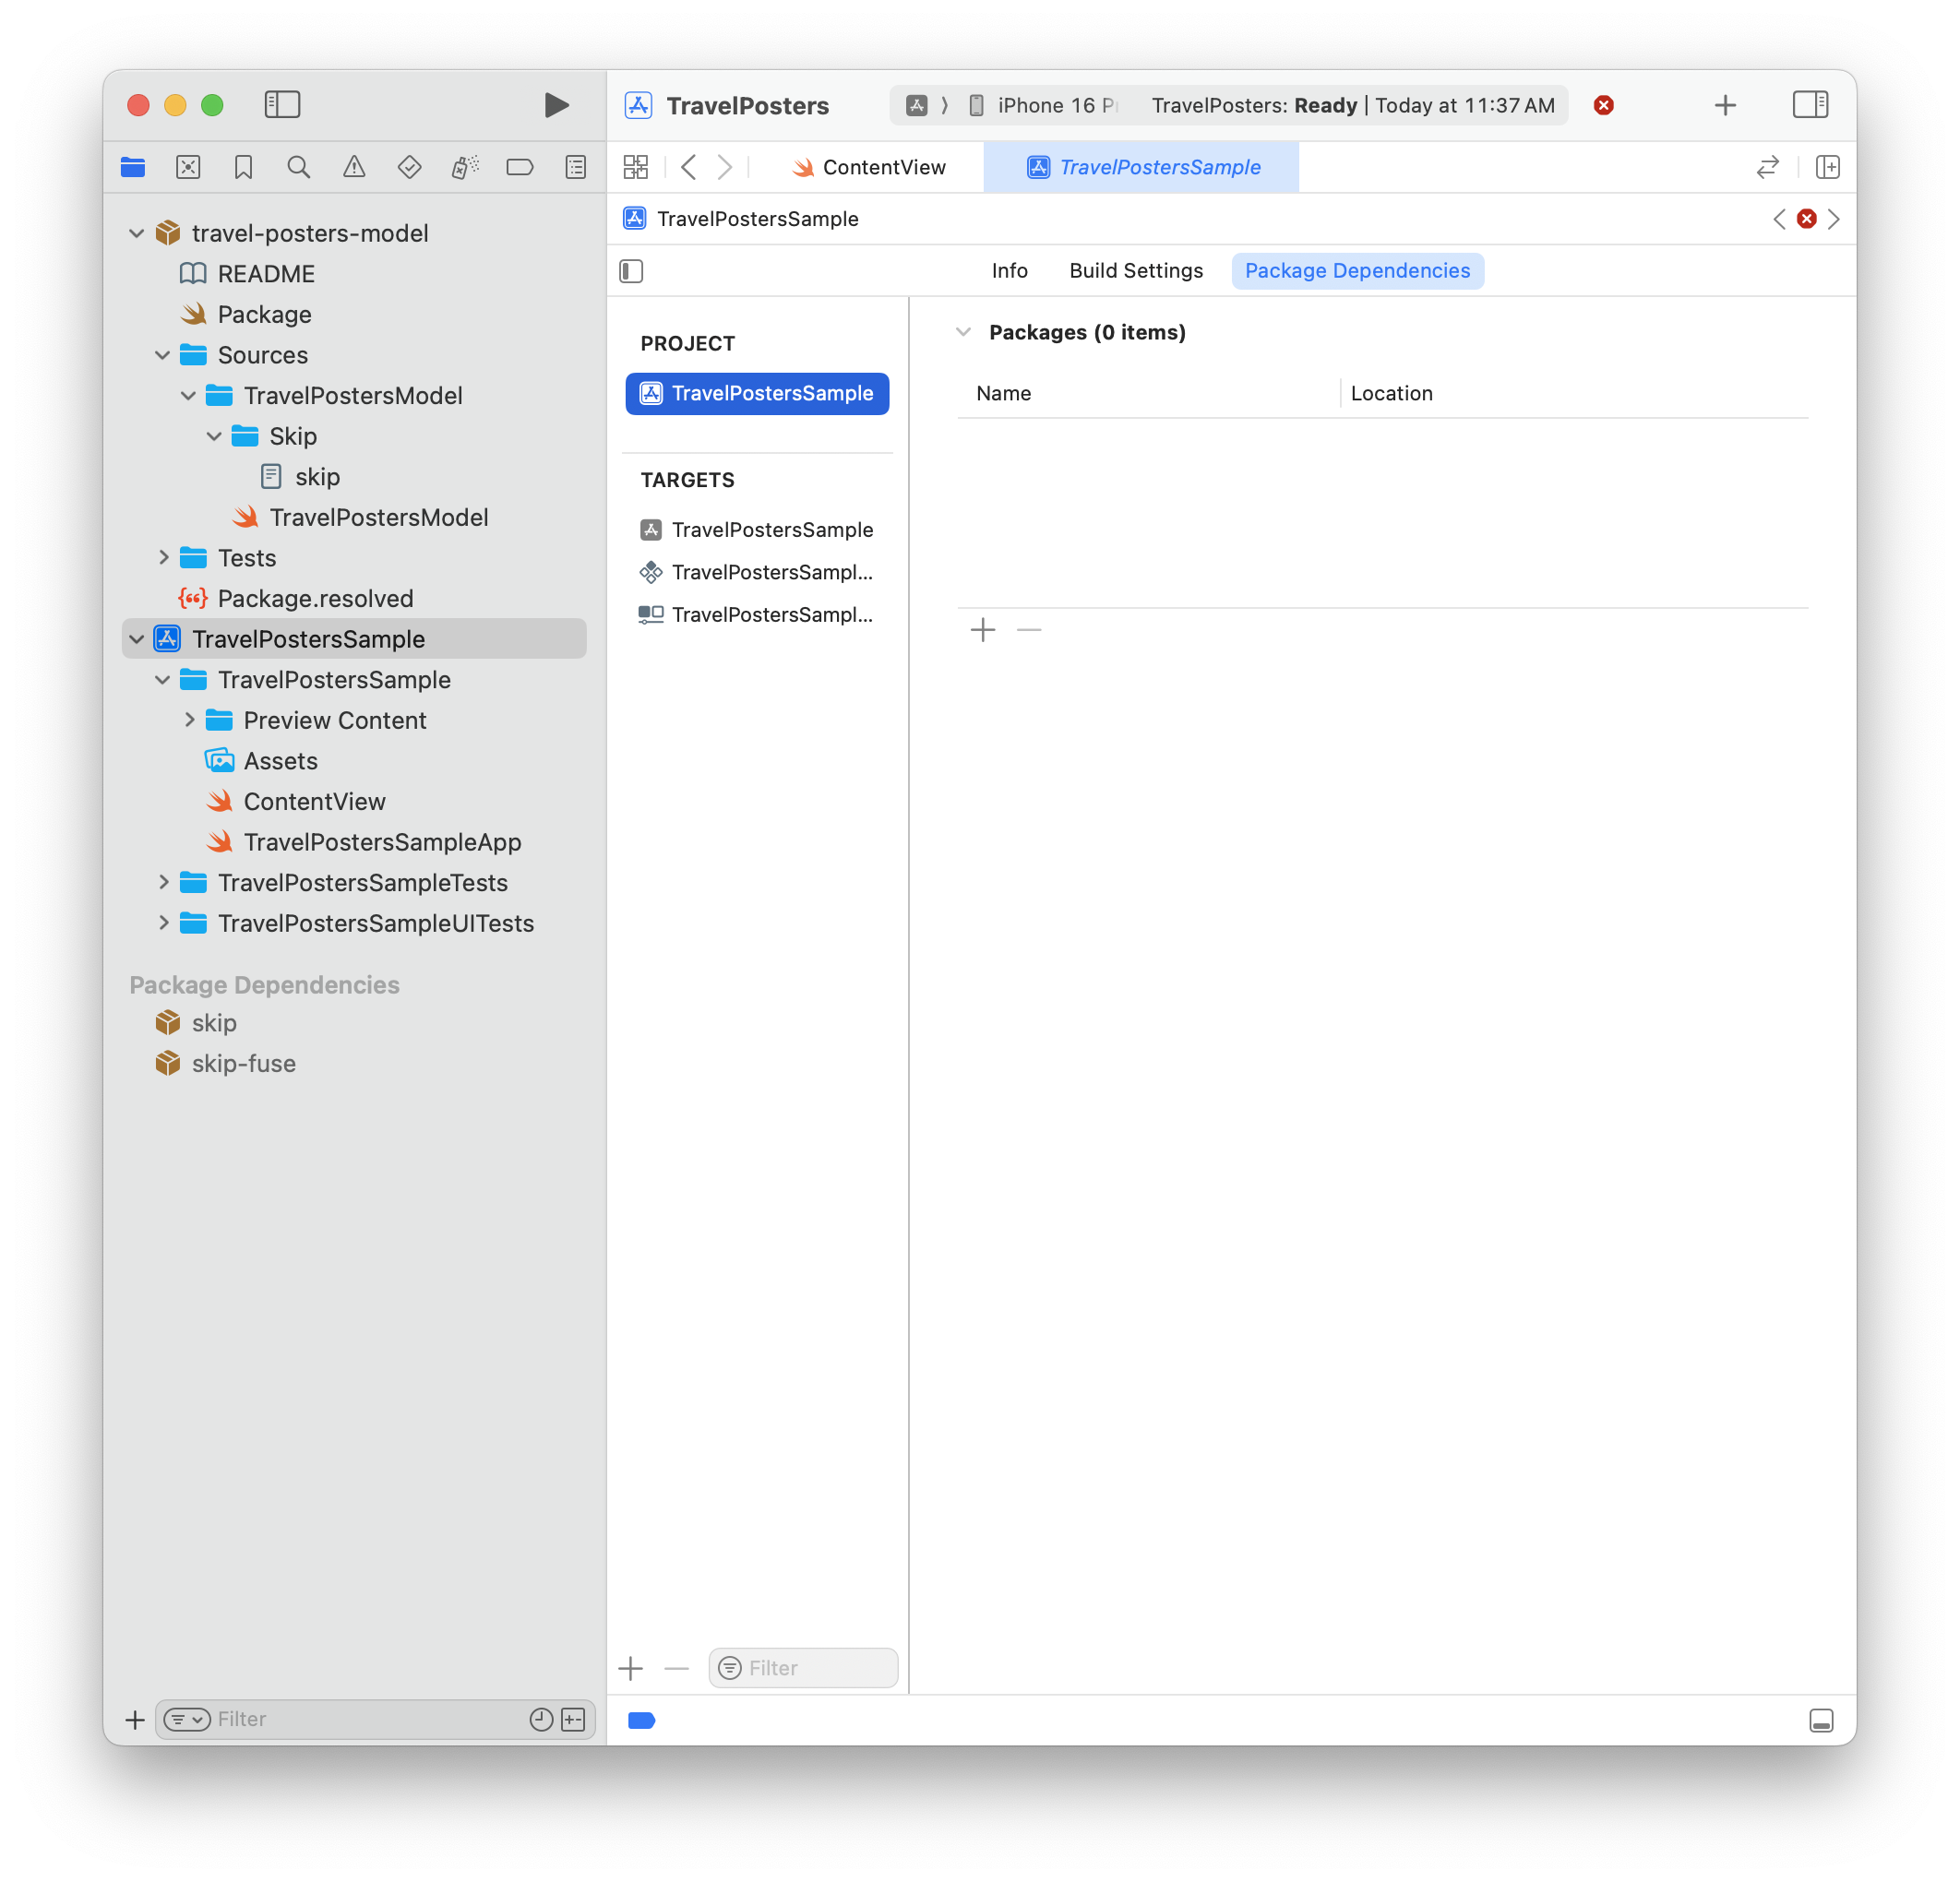 TravelPosters
iPhone 16 P
TravelPosters: Ready | Today at 11:37 AM
ContentView
TravelPostersSample
TravelPostersSample
Info
Build Settings
Package Dependencies
travel-posters-model
README
Package
Sources
TravelPostersModel
Skip
skip
TravelPostersModel
Tests
Package.resolved
TravelPostersSample
TravelPostersSample
Preview Content
Assets
ContentView
TravelPostersSampleApp
TravelPostersSampleTests
TravelPostersSampleUITests
Package Dependencies
skip
skip-fuse
Filter
PROJECT
TravelPostersSample
TARGETS
TravelPostersSample
TravelPostersSampl...
TravelPostersSampl...
Filter
Packages (0 items)
Name
Location